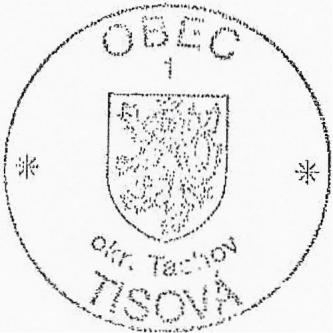 OBEC
1
* *
okr. Tachov
TISOVÁ